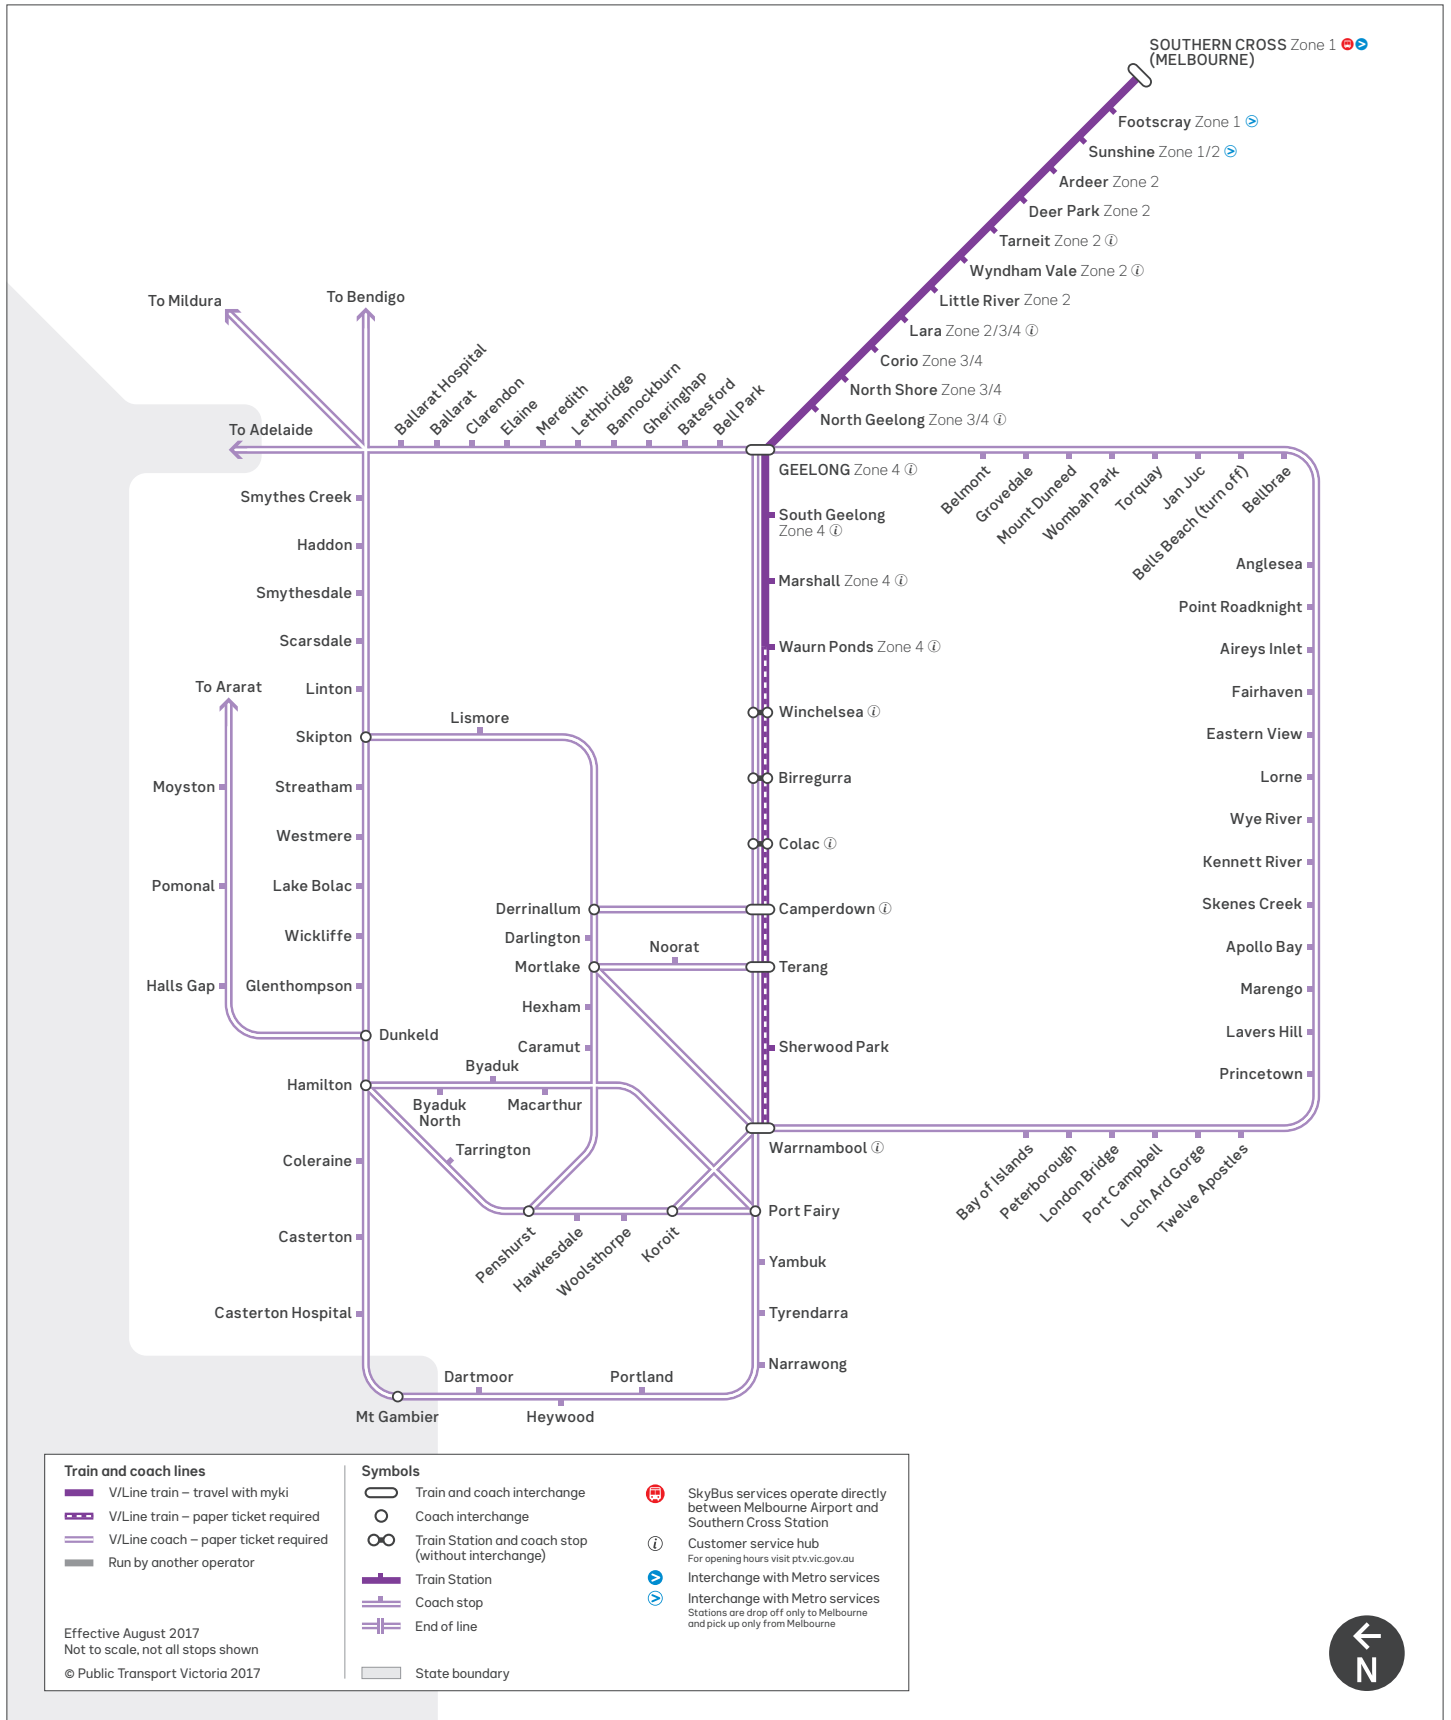 SOUTHERN CROSS Zone 1
(MELBOURNE)
Footscray Zone 1
Sunshine Zone 1/2
Ardeer Zone 2
Deer Park Zone 2
Tarneit Zone 2 i
Wyndham Vale Zone 2 i
Little River Zone 2
Lara Zone 2/3/4 i
Corio Zone 3/4
North Shore Zone 3/4
North Geelong Zone 3/4 i
To Mildura
To Bendigo
To Adelaide
Ballarat Hospital
Ballarat
Clarendon
Elaine
Meredith
Lethbridge
Bannockburn
Gheringhap
Batesford
Bell Park
GEELONG Zone 4 i
South Geelong
Zone 4 i
Marshall Zone 4 i
Waurn Ponds Zone 4 i
Winchelsea i
Birregurra
Colac i
Camperdown i
Terang
Sherwood Park
Warrnambool i
Belmont
Grovedale
Mount Duneed
Wombah Park
Torquay
Jan Juc
Bells Beach (turn off)
Bellbrae
Anglesea
Point Roadknight
Aireys Inlet
Fairhaven
Eastern View
Lorne
Wye River
Kennett River
Skenes Creek
Apollo Bay
Marengo
Lavers Hill
Princetown
Bay of Islands
Peterborough
London Bridge
Port Campbell
Loch Ard Gorge
Twelve Apostles
Smythes Creek
Haddon
Smythesdale
Scarsdale
Linton
Skipton
Streatham
Westmere
Lake Bolac
Wickliffe
Glenthompson
Dunkeld
Hamilton
Coleraine
Casterton
Casterton Hospital
Mt Gambier
To Ararat
Moyston
Pomonal
Halls Gap
Lismore
Derrinallum
Darlington
Mortlake
Noorat
Hexham
Caramut
Byaduk
Byaduk
North
Macarthur
Tarrington
Penshurst
Hawkesdale
Woolsthorpe
Koroit
Port Fairy
Yambuk
Tyrendarra
Narrawong
Dartmoor
Heywood
Portland
Train and coach lines
V/Line train – travel with myki
V/Line train – paper ticket required
V/Line coach – paper ticket required
Run by another operator
Effective August 2017
Not to scale, not all stops shown
© Public Transport Victoria 2017
Symbols
Train and coach interchange
Coach interchange
Train Station and coach stop
(without interchange)
Train Station
Coach stop
End of line
State boundary
SkyBus services operate directly
between Melbourne Airport and
Southern Cross Station
i Customer service hub
For opening hours visit ptv.vic.gov.au
Interchange with Metro services
Interchange with Metro services
Stations are drop off only to Melbourne
and pick up only from Melbourne
N